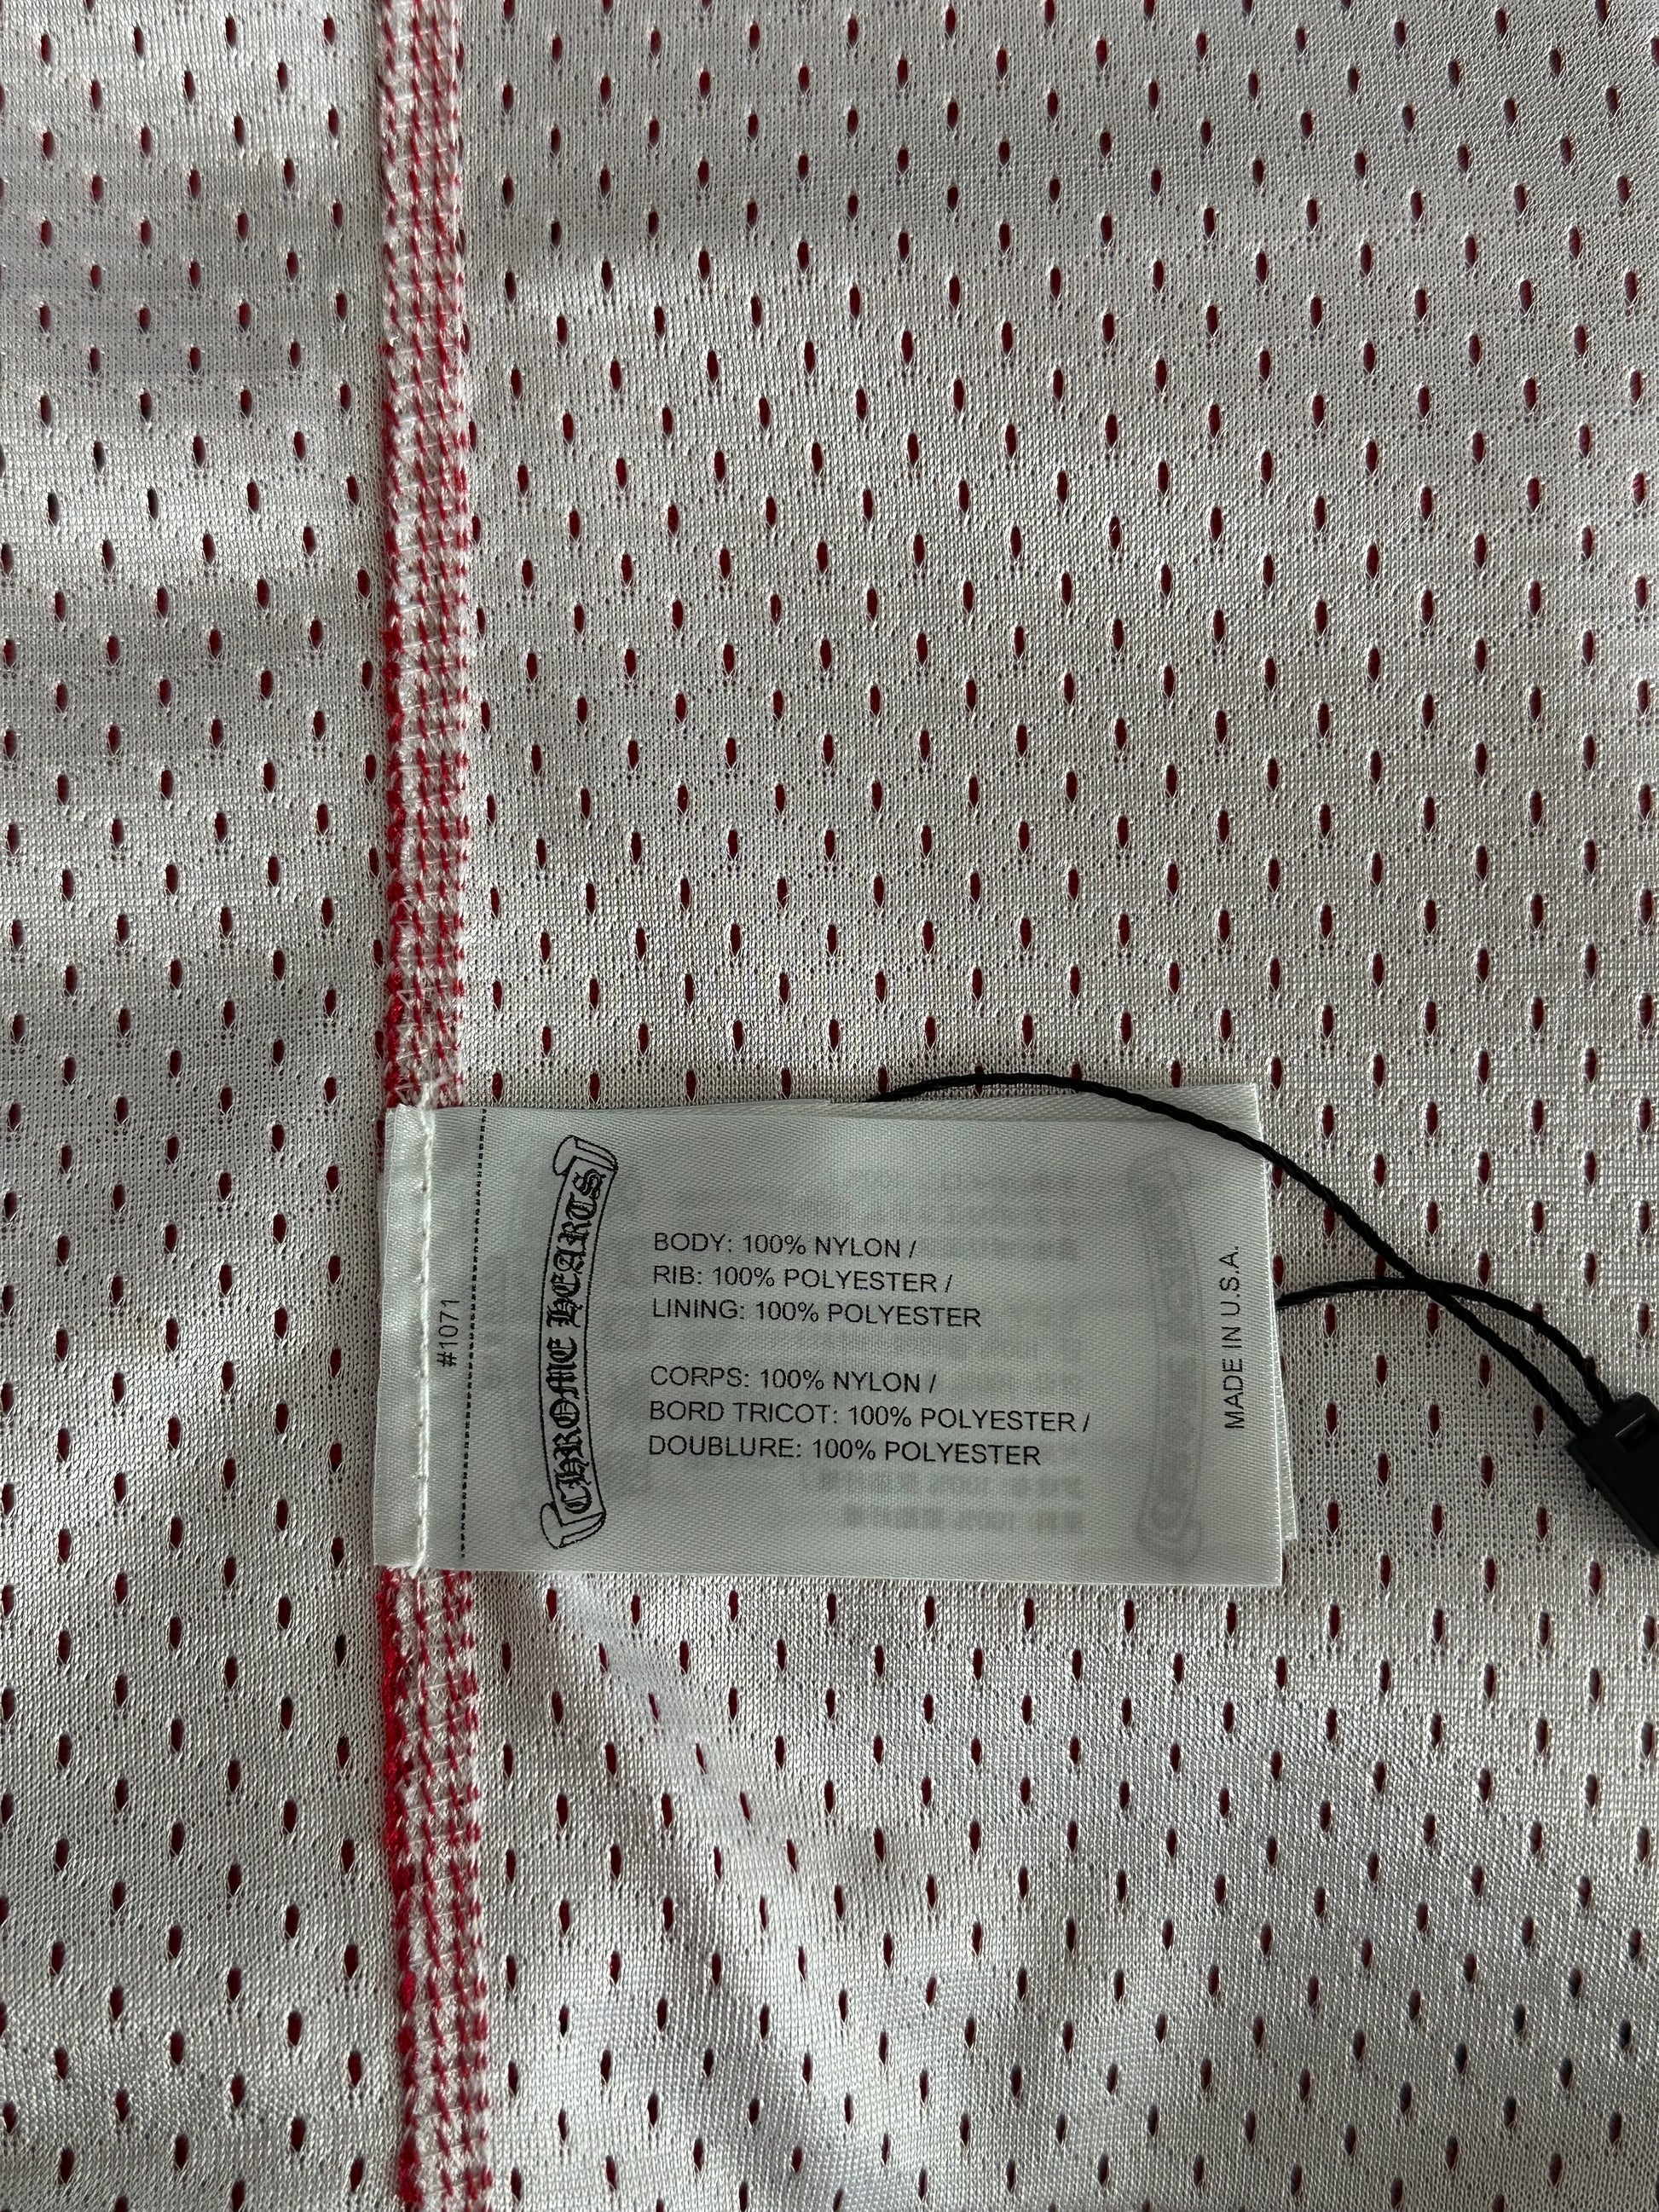 #1071
CHROME HEARTS
BODY: 100% NYLON /
RIB: 100% POLYESTER /
LINING: 100% POLYESTER
CORPS: 100% NYLON /
BORD TRICOT: 100% POLYESTER /
DOUBLURE: 100% POLYESTER
MADE IN U.S.A.